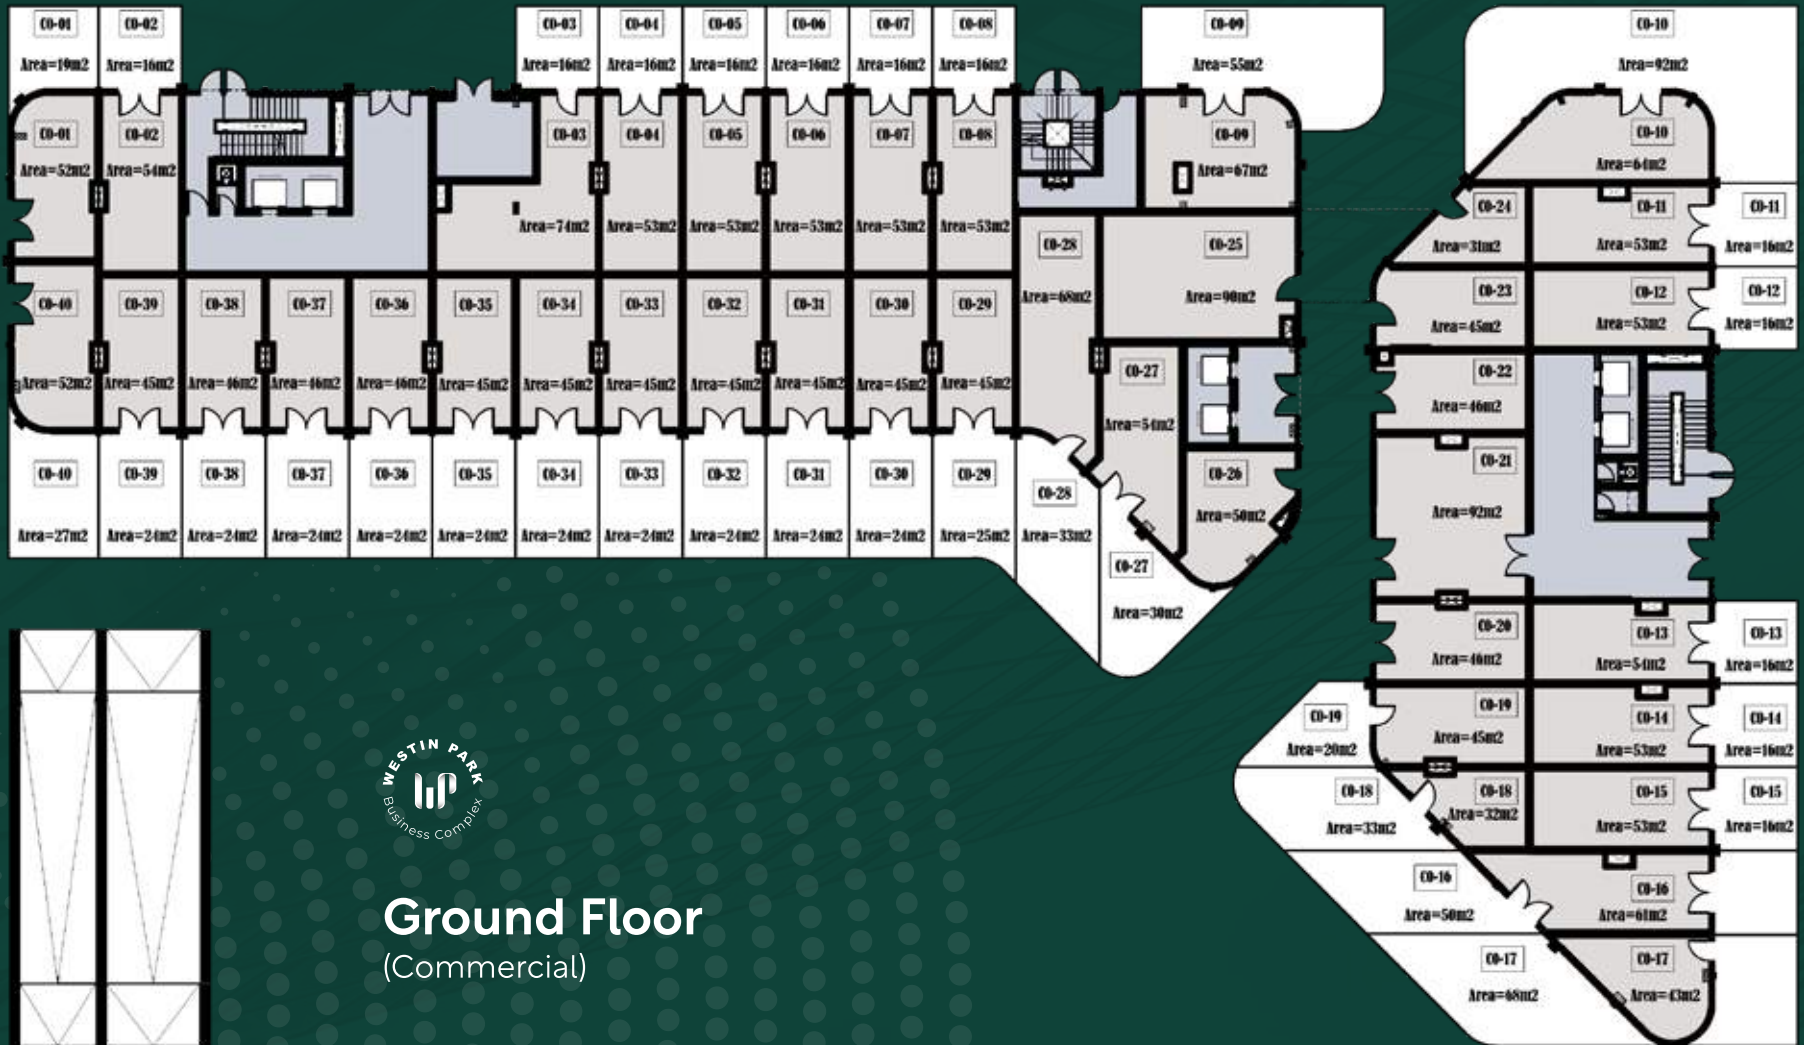 CO-01
CO-02
CO-03
CO-04
CO-05
CO-06
CO-07
CO-08
CO-09
CO-10
Area=19m2
Area=16m2
Area=16m2
Area=16m2
Area=16m2
Area=16m2
Area=16m2
Area=16m2
Area=55m2
Area=92m2
CO-01
CO-02
CO-03
CO-04
CO-05
CO-06
CO-07
CO-08
CO-09
CO-10
Area=52m2
Area=54m2
Area=67m2
Area=64m2
Area=74m2
Area=53m2
Area=53m2
Area=53m2
Area=53m2
Area=53m2
CO-24
CO-11
CO-11
CO-28
CO-25
Area=31m2
Area=53m2
Area=16m2
CO-40
CO-39
CO-38
CO-37
CO-36
CO-35
CO-34
CO-33
CO-32
CO-31
CO-30
CO-29
Area=68m2
Area=90m2
CO-23
CO-12
CO-12
Area=45m2
Area=53m2
Area=16m2
Area=52m2
Area=45m2
Area=46m2
Area=46m2
Area=46m2
Area=45m2
Area=45m2
Area=45m2
Area=45m2
Area=45m2
Area=45m2
Area=45m2
CO-27
CO-22
Area=54m2
Area=46m2
CO-40
CO-39
CO-38
CO-37
CO-36
CO-35
CO-34
CO-33
CO-32
CO-31
CO-30
CO-29
CO-28
CO-26
CO-21
Area=27m2
Area=24m2
Area=24m2
Area=24m2
Area=24m2
Area=24m2
Area=24m2
Area=24m2
Area=24m2
Area=24m2
Area=24m2
Area=25m2
Area=33m2
Area=50m2
Area=92m2
CO-27
Area=30m2
CO-20
CO-13
CO-13
Area=46m2
Area=54m2
Area=16m2
CO-19
CO-19
CO-14
CO-14
Area=20m2
Area=45m2
Area=53m2
Area=16m2
CO-18
CO-18
CO-15
CO-15
Area=33m2
Area=32m2
Area=53m2
Area=16m2
CO-16
CO-16
Area=50m2
Area=61m2
CO-17
CO-17
Area=68m2
Area=43m2
WESTIN PARK
WP
Business Complex
Ground Floor
(Commercial)